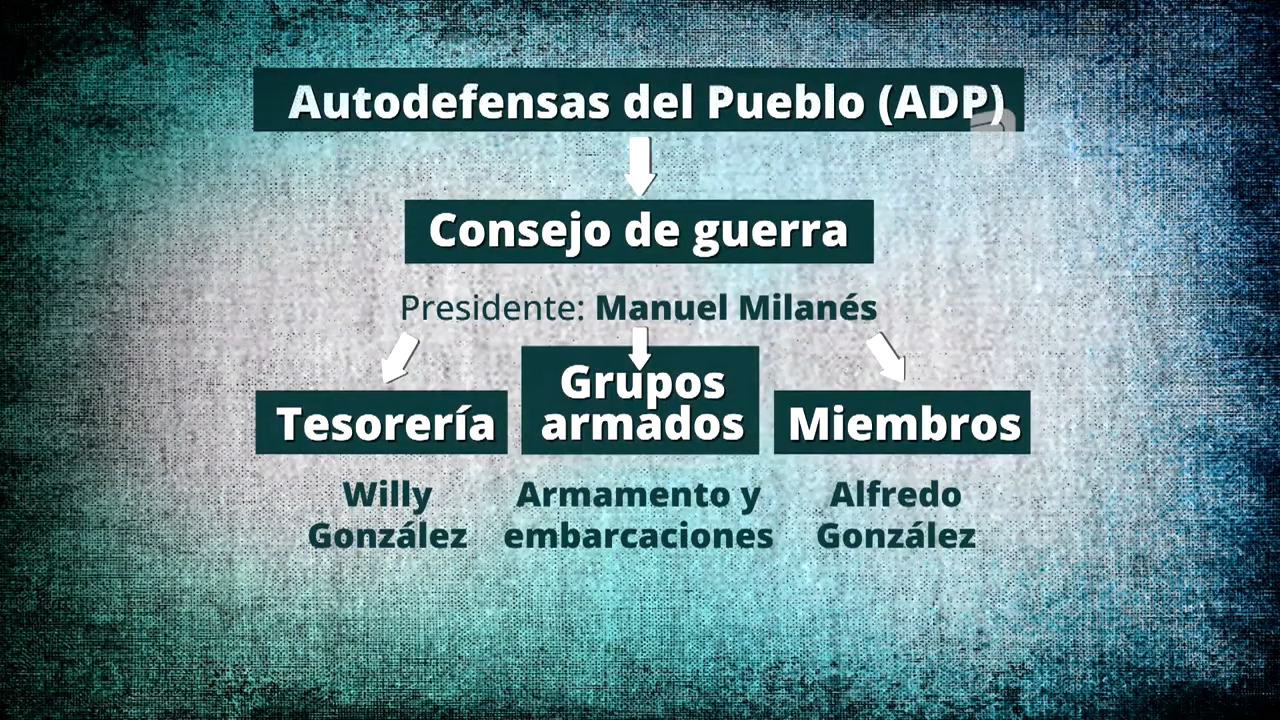 Autodefensas del Pueblo (ADP)
Consejo de guerra
Presidente: Manuel Milanés
Tesorería
Grupos
armados
Miembros
Willy
González
Armamento y
embarcaciones
Alfredo
González